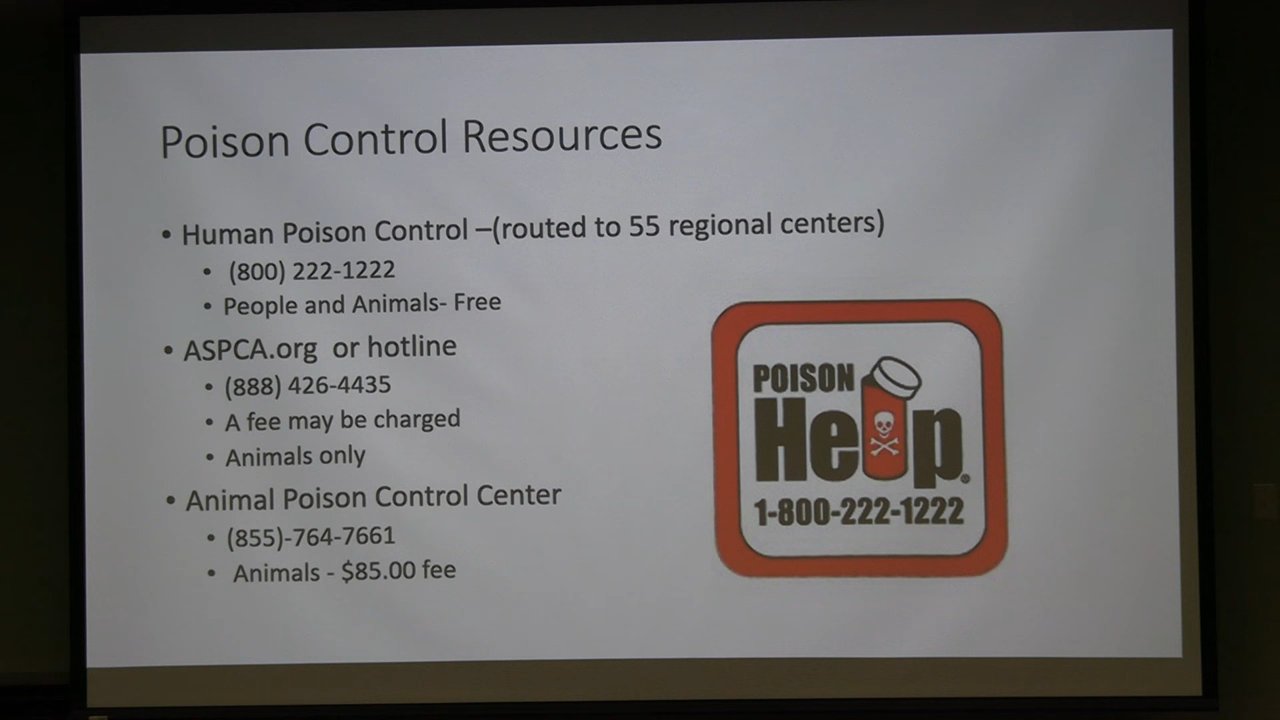 Poison Control Resources
• Human Poison Control –(routed to 55 regional centers)
• (800) 222-1222
• People and Animals- Free
• ASPCA.org or hotline
• (888) 426-4435
• A fee may be charged
• Animals only
• Animal Poison Control Center
• (855)-764-7661
• Animals - $85.00 fee
POISON
Help®
1-800-222-1222